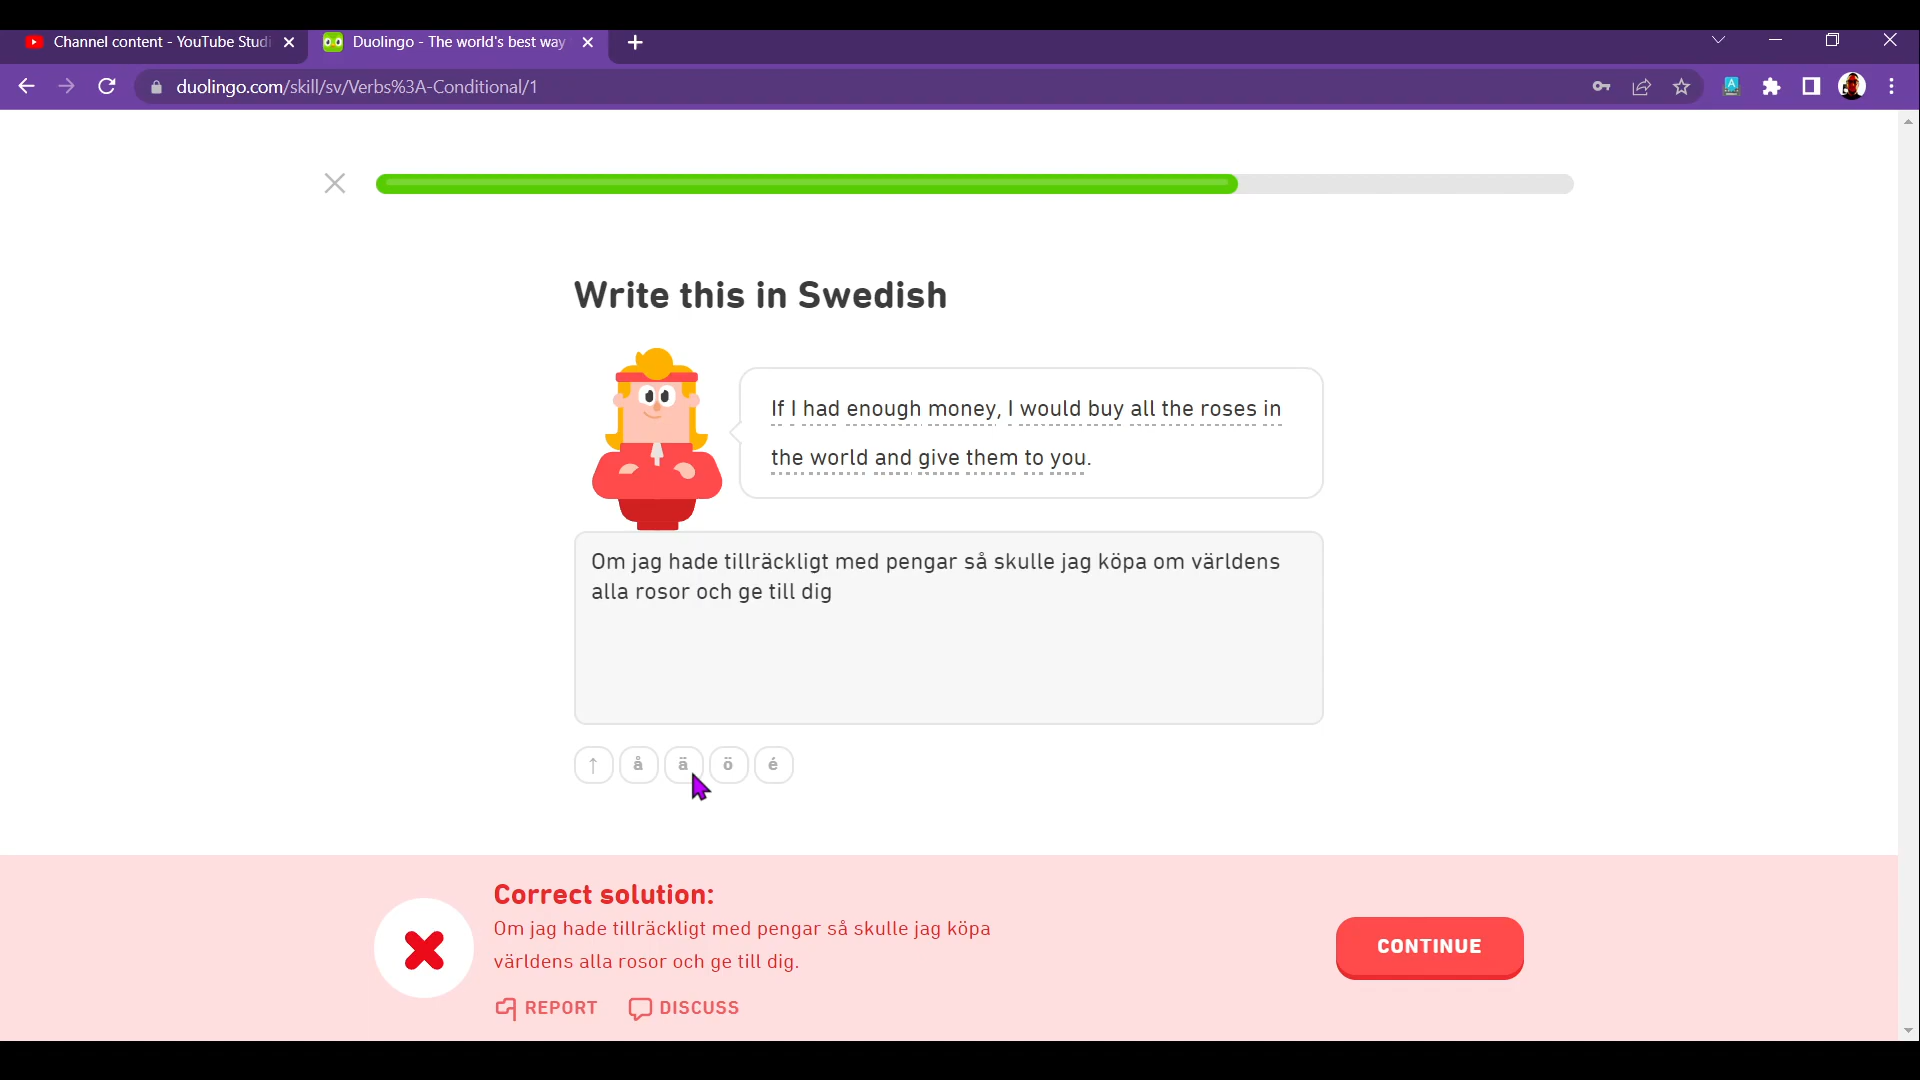 Channel content - YouTube Studi
Duolingo - The world's best way
duolingo.com/skill/sv/Verbs%3A-Conditional/1
Write this in Swedish
If I had enough money, I would buy all the roses in
the world and give them to you.
Om jag hade tillräckligt med pengar så skulle jag köpa om världens
alla rosor och ge till dig
↑ å ä ö é
Correct solution:
Om jag hade tillräckligt med pengar så skulle jag köpa
världens alla rosor och ge till dig.
CONTINUE
REPORT DISCUSS